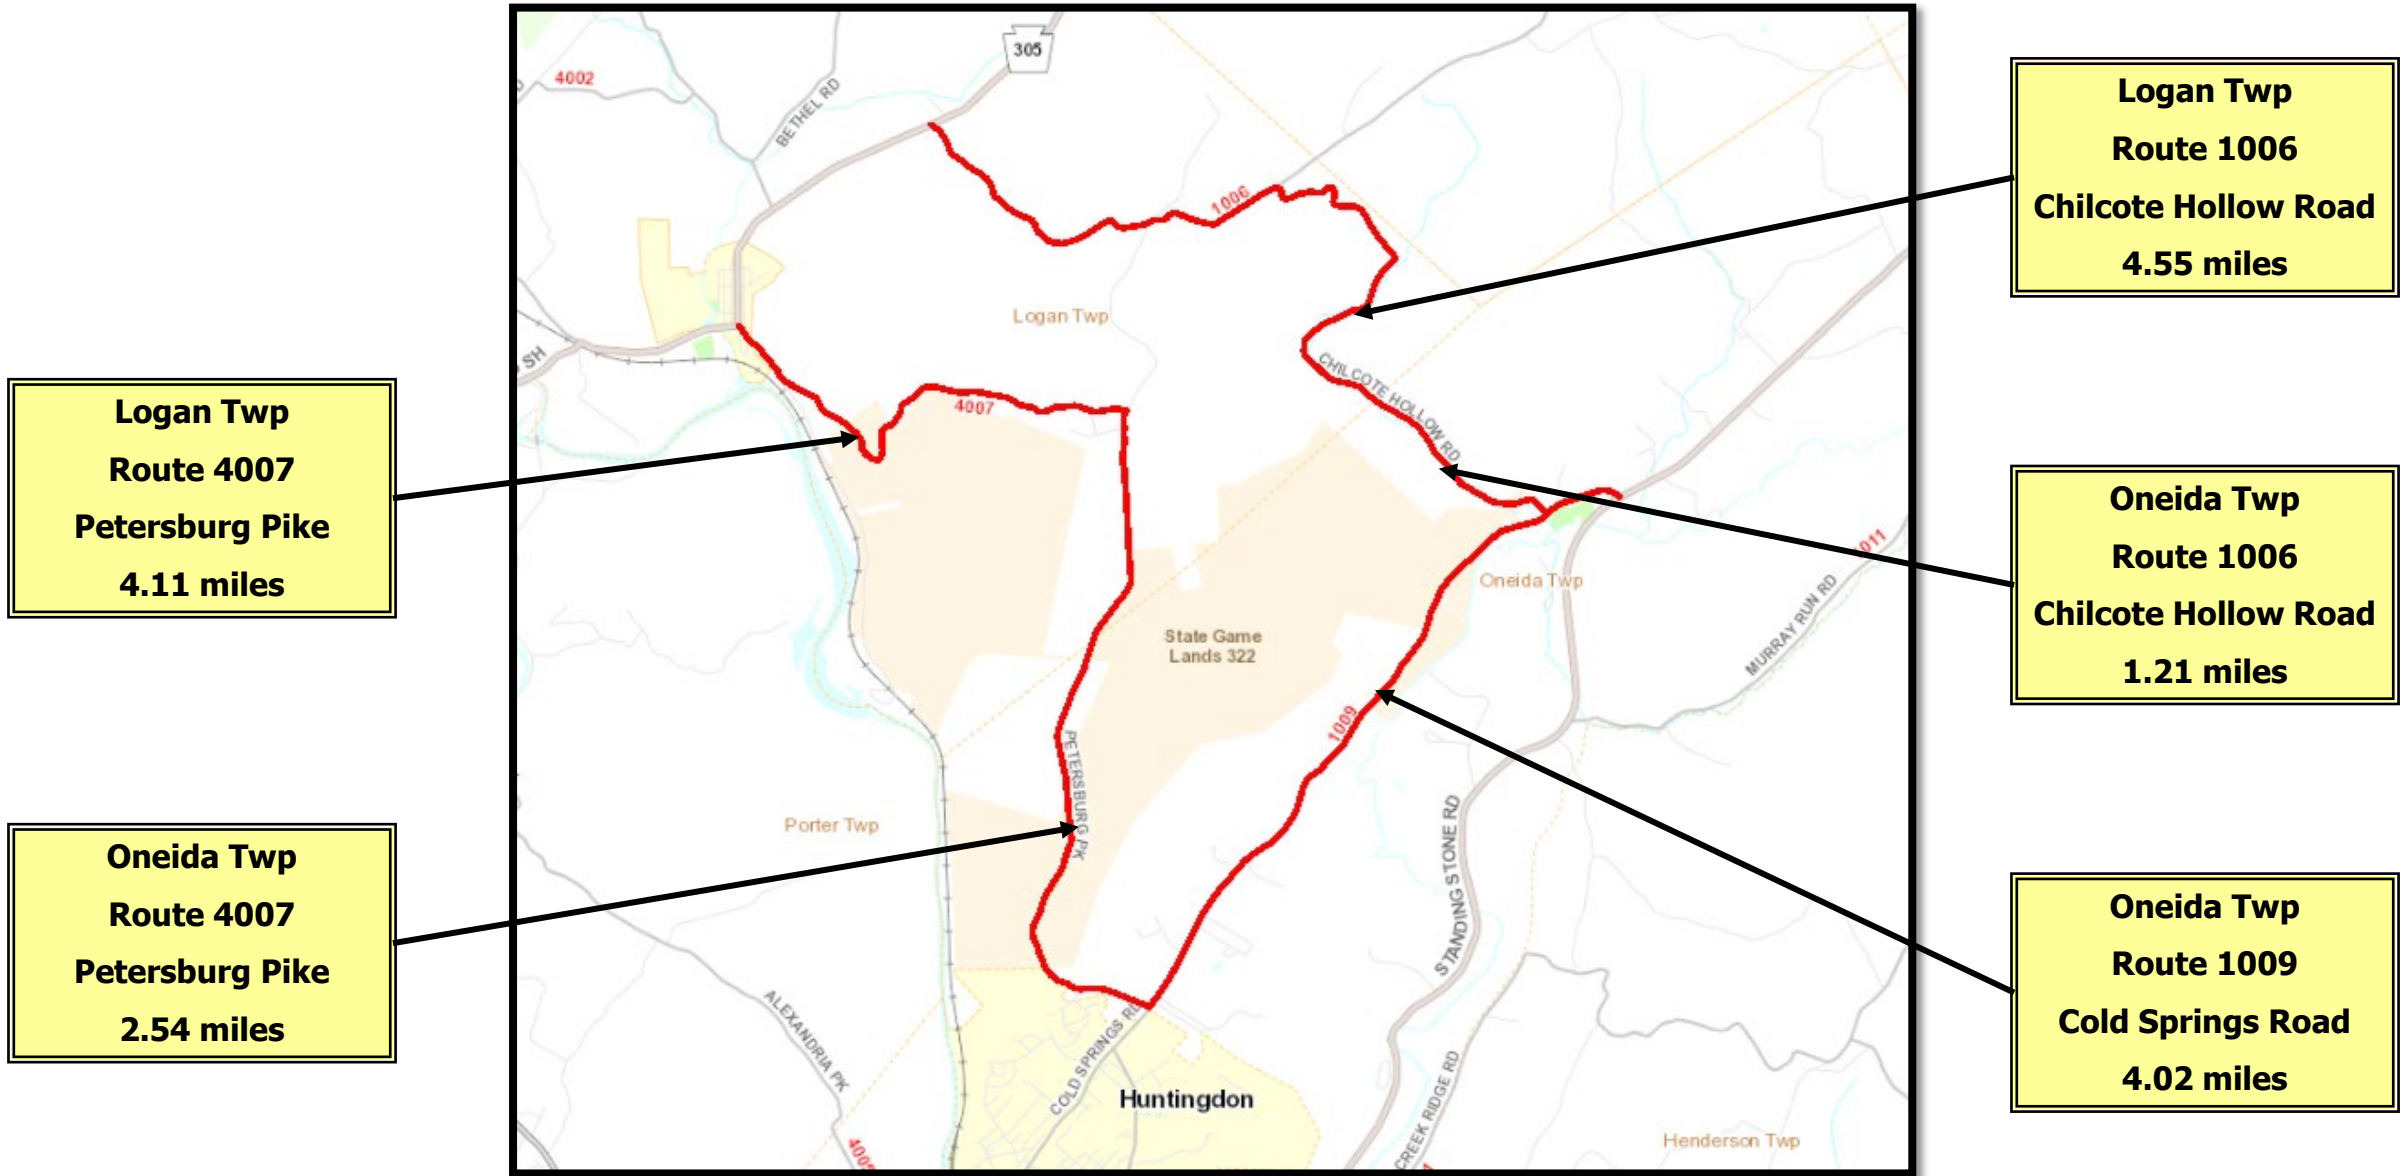 305
4002
BETHEL RD
1006
Logan Twp
SH
CHILCOTE HOLLOW RD
4007
Oneida Twp
State Game
Lands 322
MURRAY RUN RD
1009
PETERSBURG PK
Porter Twp
STANDING STONE RD
ALEXANDRIA PK
COLD SPRINGS RD
Huntingdon
CREEK RIDGE RD
Henderson Twp
Logan Twp
Route 4007
Petersburg Pike
4.11 miles
Oneida Twp
Route 4007
Petersburg Pike
2.54 miles
Logan Twp
Route 1006
Chilcote Hollow Road
4.55 miles
Oneida Twp
Route 1006
Chilcote Hollow Road
1.21 miles
Oneida Twp
Route 1009
Cold Springs Road
4.02 miles